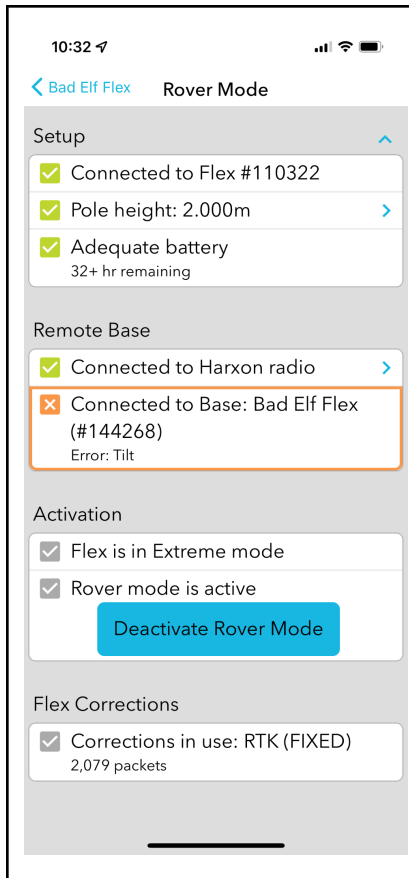 10:32
Bad Elf Flex Rover Mode
Setup
Connected to Flex #110322
Pole height: 2.000m
Adequate battery
32+ hr remaining
Remote Base
Connected to Harxon radio
Connected to Base: Bad Elf Flex
(#144268)
Error: Tilt
Activation
Flex is in Extreme mode
Rover mode is active
Deactivate Rover Mode
Flex Corrections
Corrections in use: RTK (FIXED)
2,079 packets